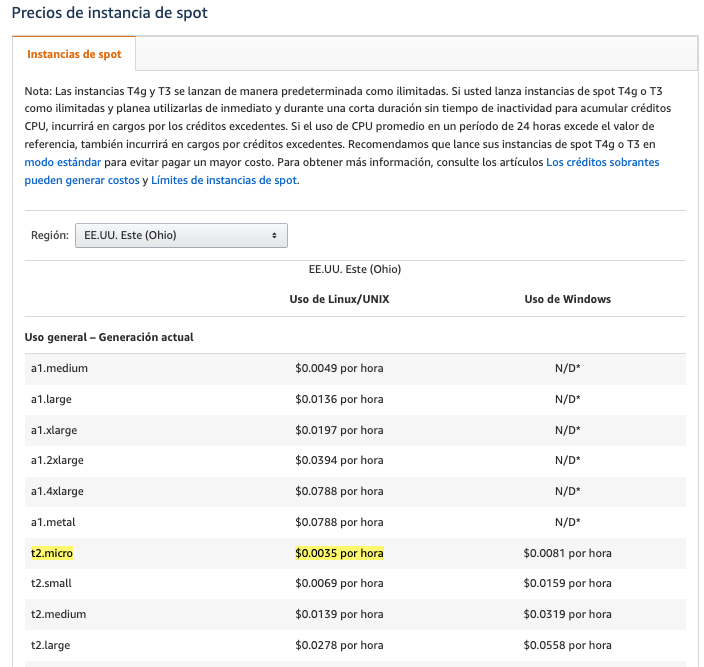 Precios de instancia de spot
Instancias de spot
Nota: Las instancias T4g y T3 se lanzan de manera predeterminada como ilimitadas. Si usted lanza instancias de spot T4g o T3
como ilimitadas y planea utilizarlas de inmediato y durante una corta duración sin tiempo de inactividad para acumular créditos
CPU, incurrirá en cargos por los créditos excedentes. Si el uso de CPU promedio en un período de 24 horas excede el valor de
referencia, también incurrirá en cargos por créditos excedentes. Recomendamos que lance sus instancias de spot T4g o T3 en
modo estándar para evitar pagar un mayor costo. Para obtener más información, consulte los artículos Los créditos sobrantes
pueden generar costos y Límites de instancias de spot.
Región: EE.UU. Este (Ohio)
EE.UU. Este (Ohio)
Uso de Linux/UNIX Uso de Windows
Uso general – Generación actual
a1.medium $0.0049 por hora N/D*
a1.large $0.0136 por hora N/D*
a1.xlarge $0.0197 por hora N/D*
a1.2xlarge $0.0394 por hora N/D*
a1.4xlarge $0.0788 por hora N/D*
a1.metal $0.0788 por hora N/D*
t2.micro $0.0035 por hora $0.0081 por hora
t2.small $0.0069 por hora $0.0159 por hora
t2.medium $0.0139 por hora $0.0319 por hora
t2.large $0.0278 por hora $0.0558 por hora